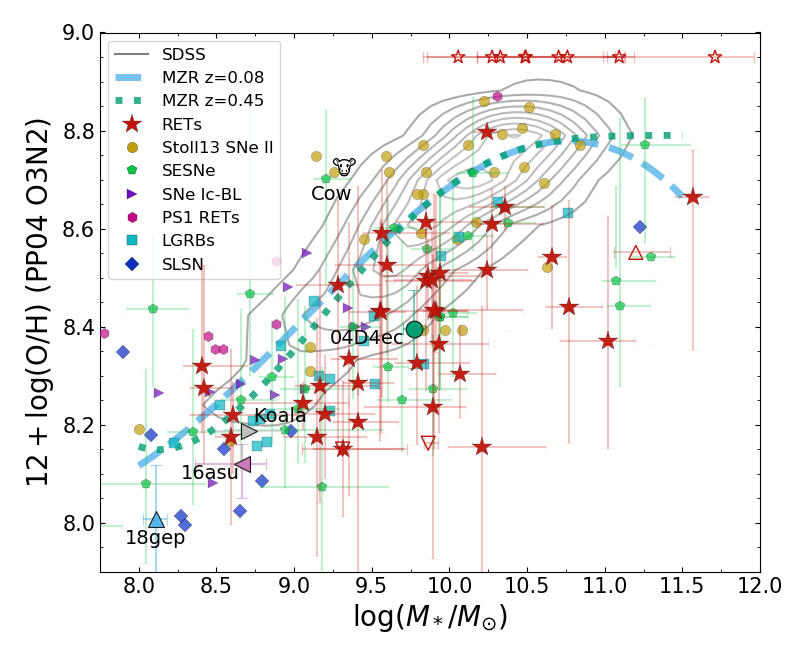 9.0
8.8
8.6
8.4
8.2
8.0
12 + log(O/H) (PP04 O3N2)
SDSS
MZR z=0.08
MZR z=0.45
RETs
Stoll13 SNe II
SESNe
SNe Ic-BL
PS1 RETs
LGRBs
SLSN
Cow
04D4ec
Koala
16asu
18gep
8.0 8.5 9.0 9.5 10.0 10.5 11.0 11.5 12.0
log(M*/M☉)